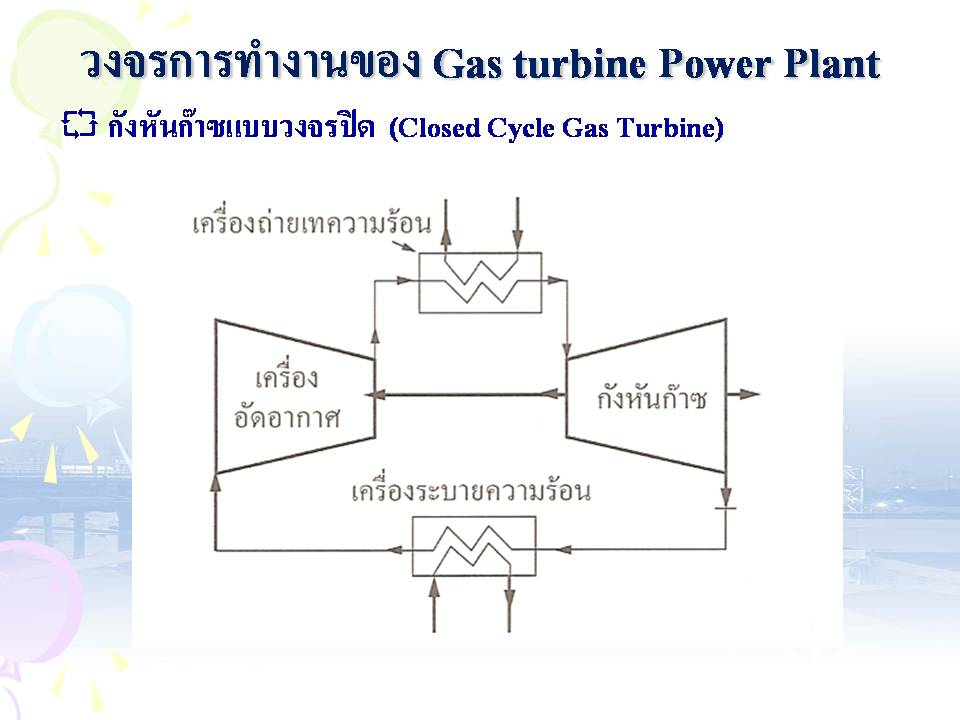 วงจรการทำงานของ Gas turbine Power Plant
กังหันก๊าซแบบวงจรปิด (Closed Cycle Gas Turbine)
เครื่องถ่ายเทความร้อน
เครื่อง
อัดอากาศ
กังหันก๊าซ
เครื่องระบายความร้อน